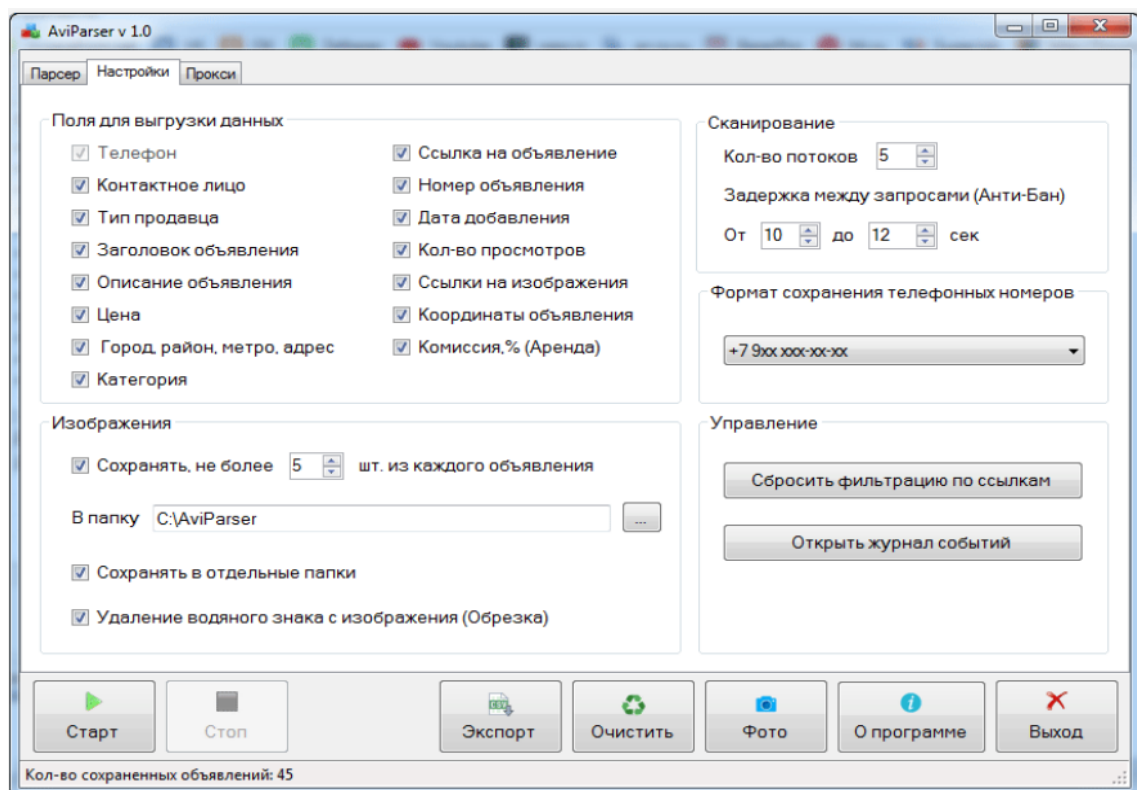 AviParser v 1.0
Парсер Настройки Прокси
Поля для выгрузки данных
Телефон
Контактное лицо
Тип продавца
Заголовок объявления
Описание объявления
Цена
Город, район, метро, адрес
Категория
Ссылка на объявление
Номер объявления
Дата добавления
Кол-во просмотров
Ссылки на изображения
Координаты объявления
Комиссия,% (Аренда)
Сканирование
Кол-во потоков 5
Задержка между запросами (Анти-Бан)
От 10 до 12 сек
Формат сохранения телефонных номеров
+7 9xx xxx-xx-xx
Изображения
Сохранять, не более 5 шт. из каждого объявления
В папку C:\AviParser ...
Сохранять в отдельные папки
Удаление водяного знака с изображения (Обрезка)
Управление
Сбросить фильтрацию по ссылкам
Открыть журнал событий
Старт Стоп Экспорт Очистить Фото О программе Выход
Кол-во сохраненных объявлений: 45